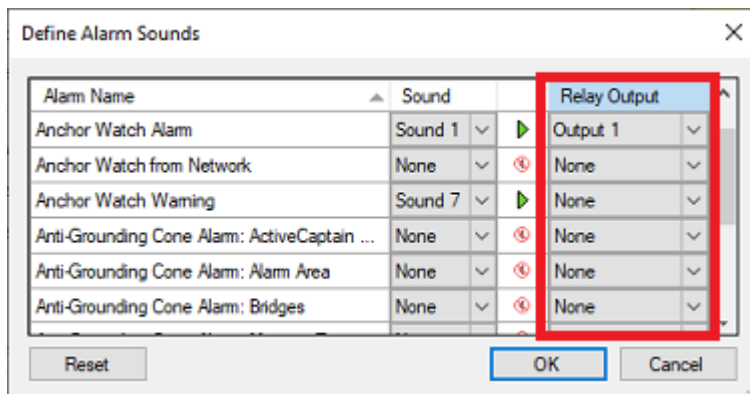 Define Alarm Sounds
Alarm Name Sound Relay Output
Anchor Watch Alarm Sound 1 Output 1
Anchor Watch from Network None None
Anchor Watch Warning Sound 7 None
Anti-Grounding Cone Alarm: ActiveCaptain ... None None
Anti-Grounding Cone Alarm: Alarm Area None None
Anti-Grounding Cone Alarm: Bridges None None
Reset OK Cancel